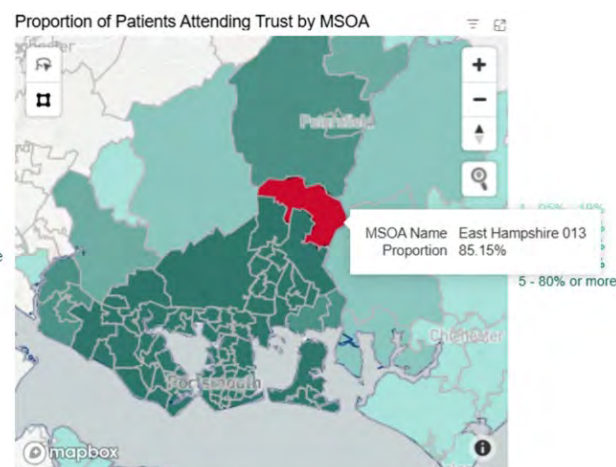 Proportion of Patients Attending Trust by MSOA
Petersfield
MSOA Name East Hampshire 013
Proportion 85.15%
5 - 80% or more
Chichester
Portsmouth
mapbox